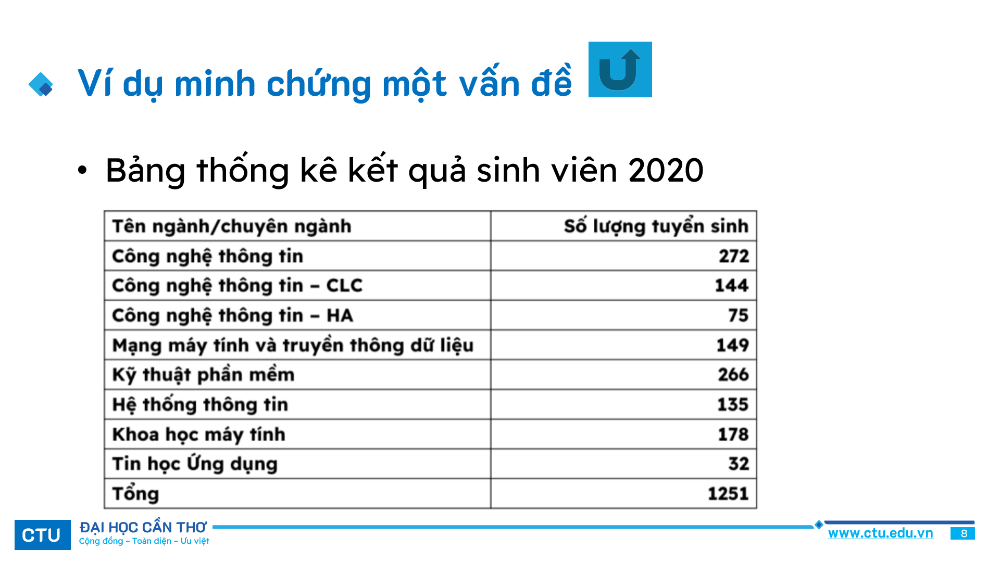 Ví dụ minh chứng một vấn đề
• Bảng thống kê kết quả sinh viên 2020
Tên ngành/chuyên ngành Số lượng tuyển sinh
Công nghệ thông tin 272
Công nghệ thông tin – CLC 144
Công nghệ thông tin – HA 75
Mạng máy tính và truyền thông dữ liệu 149
Kỹ thuật phần mềm 266
Hệ thống thông tin 135
Khoa học máy tính 178
Tin học Ứng dụng 32
Tổng 1251
CTU
ĐẠI HỌC CẦN THƠ
Cộng đồng – Toàn diện – Ưu việt
www.ctu.edu.vn
8